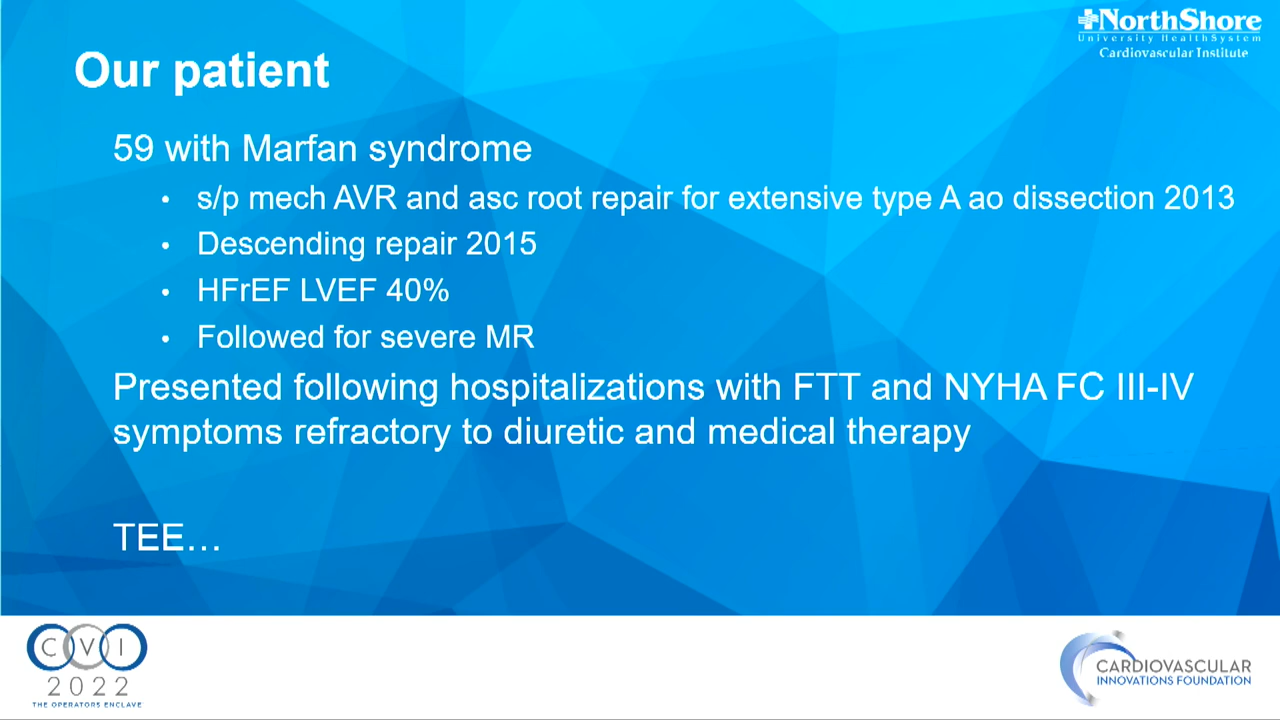 NorthShore
University HealthSystem
Cardiovascular Institute
Our patient
59 with Marfan syndrome
• s/p mech AVR and asc root repair for extensive type A ao dissection 2013
• Descending repair 2015
• HFrEF LVEF 40%
• Followed for severe MR
Presented following hospitalizations with FTT and NYHA FC III-IV
symptoms refractory to diuretic and medical therapy
TEE…
CVI
2022
THE OPERATORS ENCLAVE
CARDIOVASCULAR
INNOVATIONS FOUNDATION